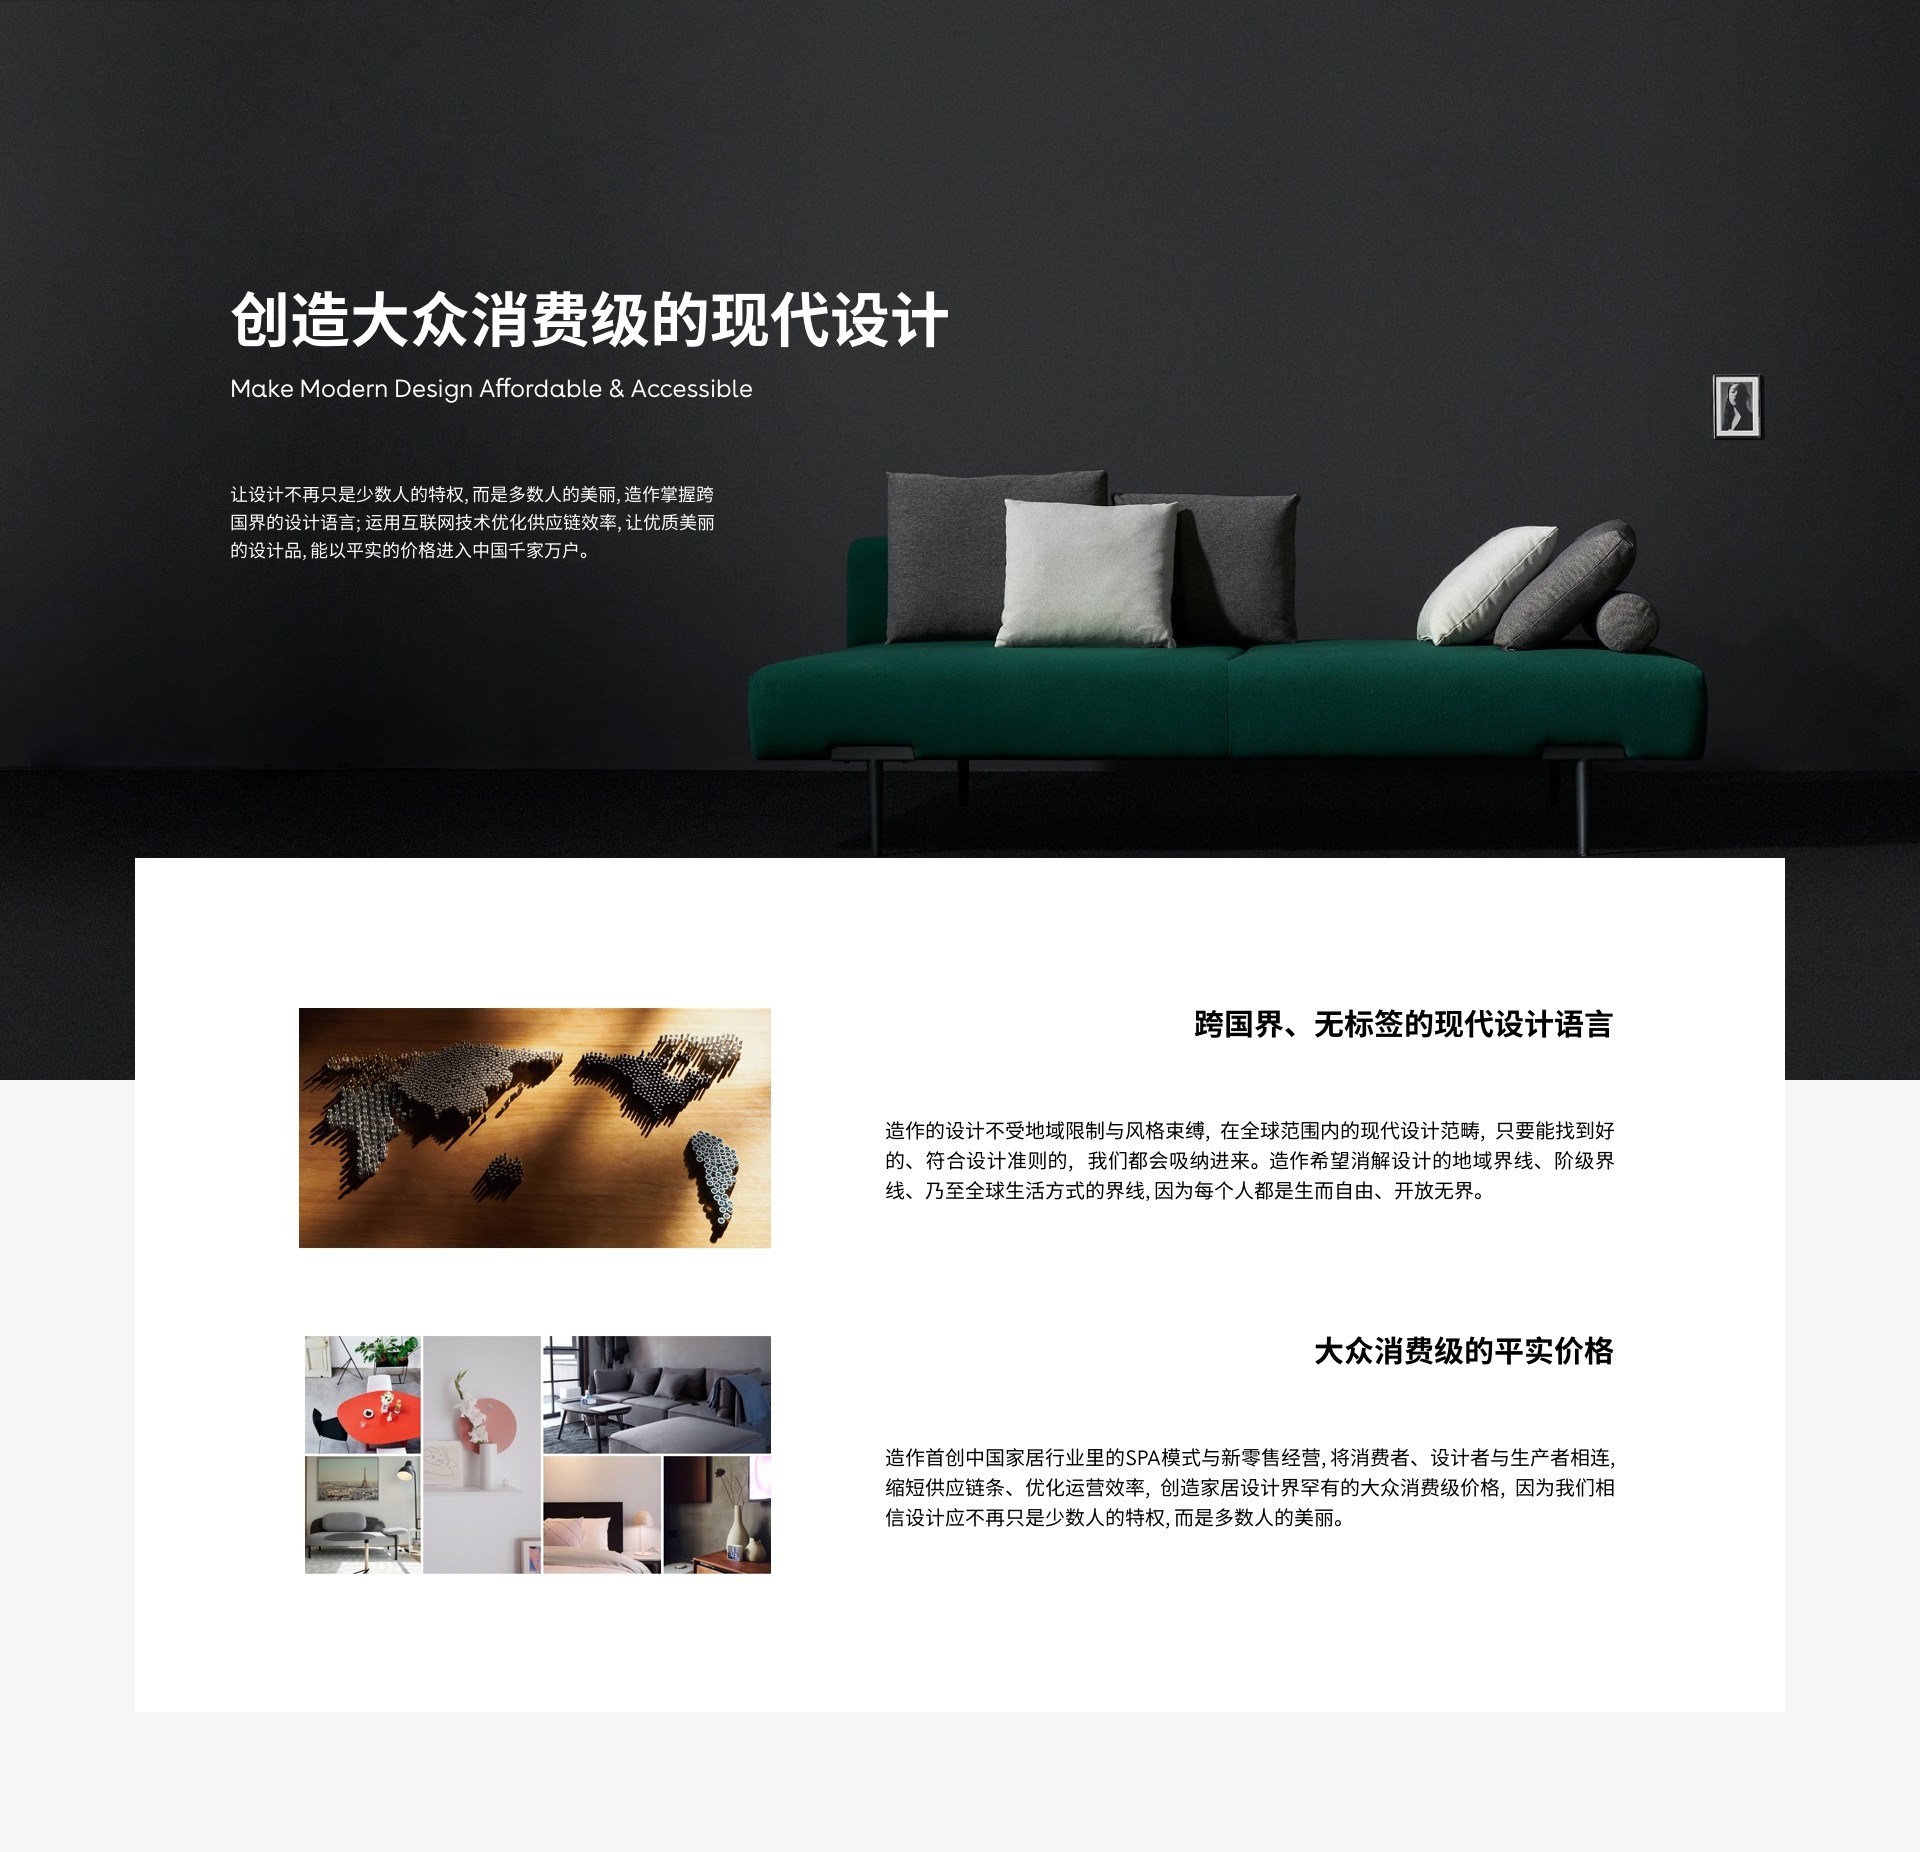 创造大众消费级的现代设计
Make Modern Design Affordable & Accessible
让设计不再只是少数人的特权, 而是多数人的美丽, 造作掌握跨
国界的设计语言; 运用互联网技术优化供应链效率, 让优质美丽
的设计品, 能以平实的价格进入中国千家万户。
跨国界、无标签的现代设计语言
造作的设计不受地域限制与风格束缚, 在全球范围内的现代设计范畴, 只要能找到好
的、符合设计准则的, 我们都会吸纳进来。造作希望消解设计的地域界线、阶级界
线、乃至全球生活方式的界线, 因为每个人都是生而自由、开放无界。
大众消费级的平实价格
造作首创中国家居行业里的SPA模式与新零售经营, 将消费者、设计者与生产者相连,
缩短供应链条、优化运营效率, 创造家居设计界罕有的大众消费级价格, 因为我们相
信设计应不再只是少数人的特权, 而是多数人的美丽。